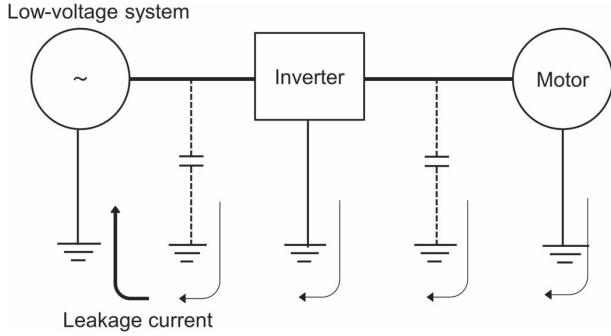 Low-voltage system
~
Inverter
Motor
Leakage current